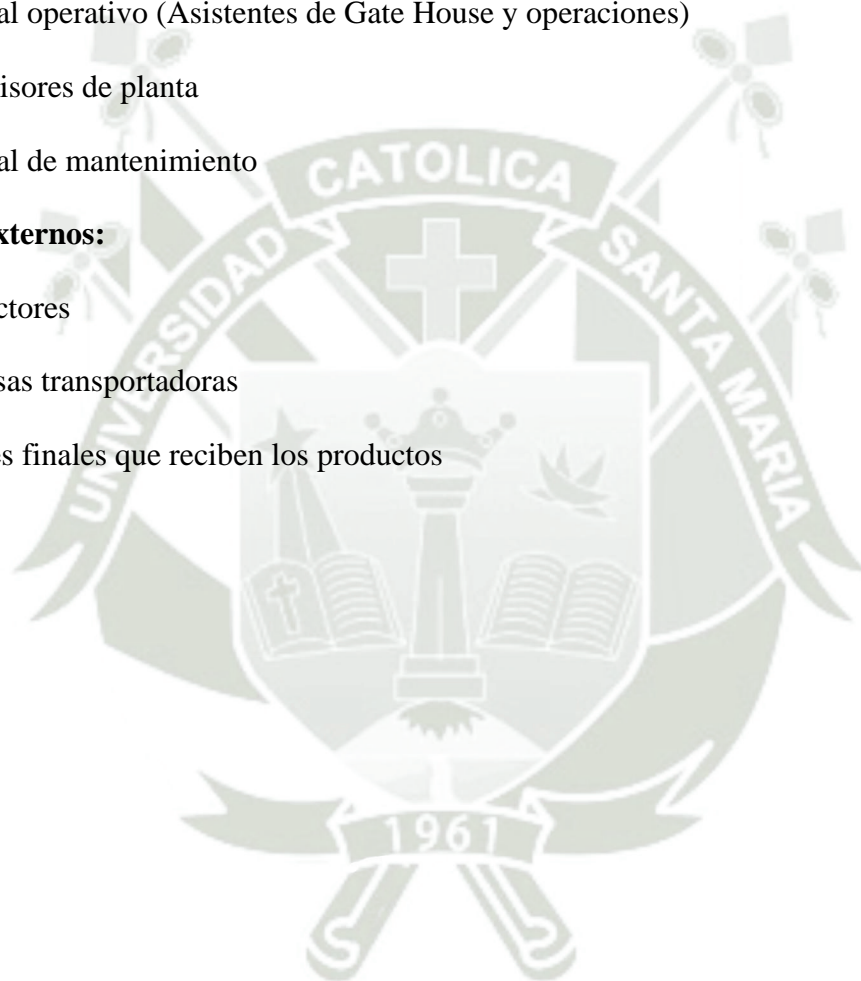 al operativo (Asistentes de Gate House y operaciones)
isores de planta
al de mantenimiento
xternos:
ctores
sas transportadoras
es finales que reciben los productos
UNIVERSIDAD CATOLICA SANTA MARIA
1961